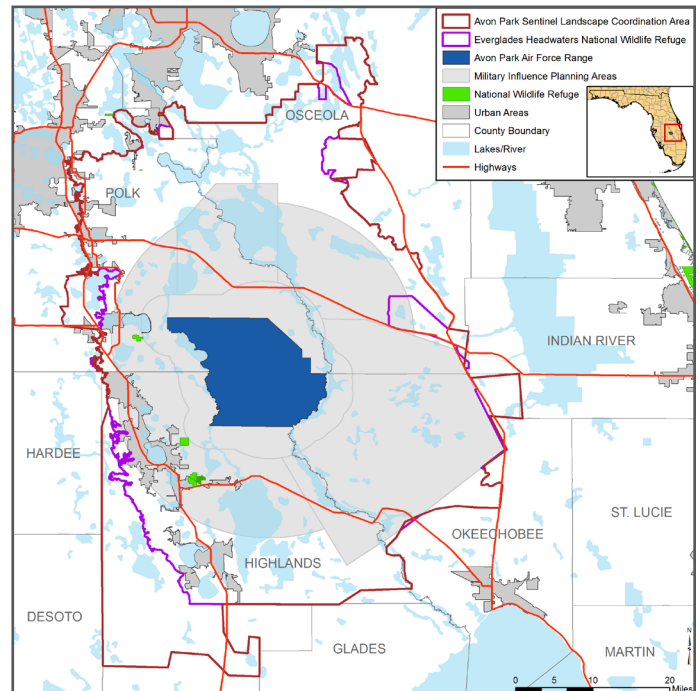 Avon Park Sentinel Landscape Coordination Area
Everglades Headwaters National Wildlife Refuge
Avon Park Air Force Range
Military Influence Planning Areas
National Wildlife Refuge
Urban Areas
County Boundary
Lakes/River
Highways
OSCEOLA
POLK
INDIAN RIVER
HARDEE
ST. LUCIE
OKEECHOBEE
HIGHLANDS
DESOTO
GLADES
MARTIN
N
0 5 10 20
Miles